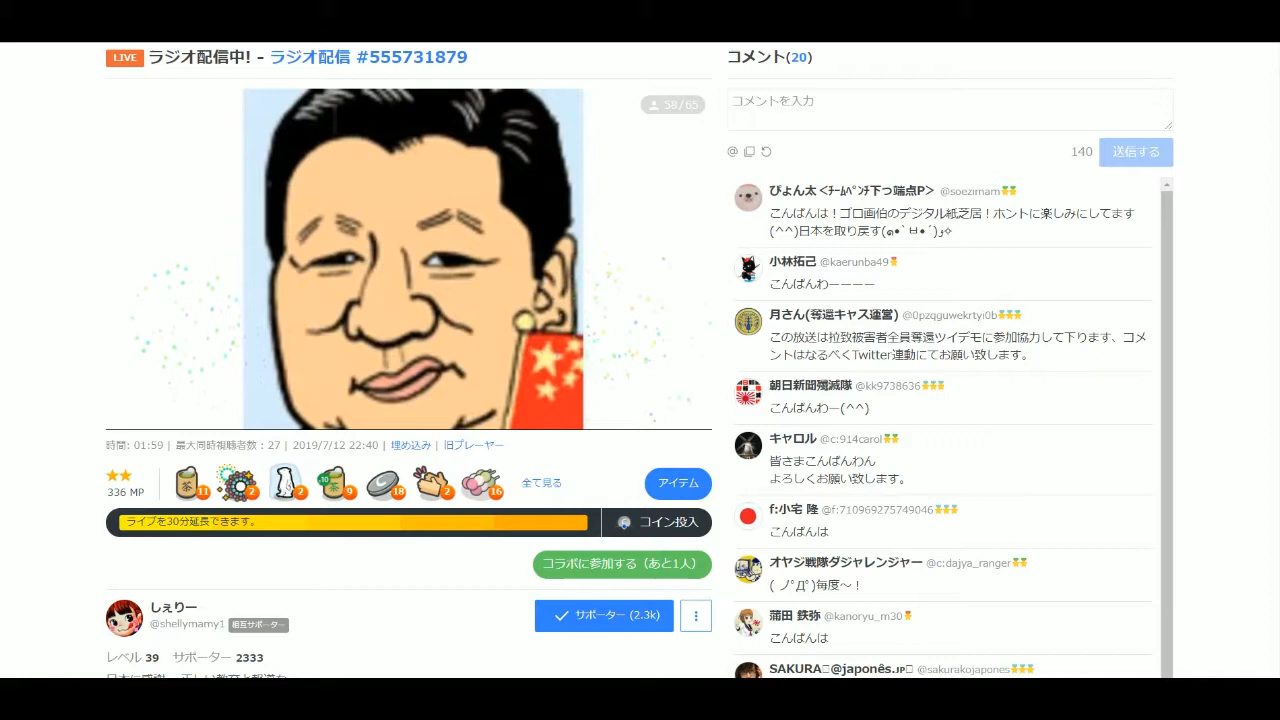 LIVE ラジオ配信中! - ラジオ配信 #555731879
58/65
時間: 01:59 | 最大同時視聴者数 : 27 | 2019/7/12 22:40 | 埋め込み | 旧プレーヤー
★★
336 MP
茶 11
2
2
+10 茶 9
18
2
16
全て見る
アイテム
ライブを30分延長できます。
コイン投入
コラボに参加する（あと1人）
しぇりー
@shellymamy1 相互サポーター
サポーター (2.3k)
レベル 39 サポーター 2333
コメント(20)
コメントを入力
140 送信する
ぴょん太<ﾁｰﾑﾍﾟﾝﾁ下っ端点P> @soezimam
こんばんは！ゴロ画伯のデジタル紙芝居！ホントに楽しみにしてます
(^^)日本を取り戻す(๑•̀ㅂ•́)و✧
小林拓己 @kaerunba49
こんばんわーーーー
月さん(奪還キャス運営) @0pzqguwekrtyi0b
この放送は拉致被害者全員奪還ツイデモに参加協力して下ります、コメ
ントはなるべくTwitter連動にてお願い致します。
朝日新聞殲滅隊 @kk9738636
こんばんわー(^^)
キャロル @c:914carol
皆さまこんばんわん
よろしくお願い致します。
f:小宅 隆 @f:710969275749046
こんばんは
オヤジ戦隊ダジャレンジャー @c:dajya_ranger
( ノﾟДﾟ)毎度〜！
蒲田 鉄弥 @kanoryu_m30
こんばんは
SAKURA @japonês.JP @sakurakojapones